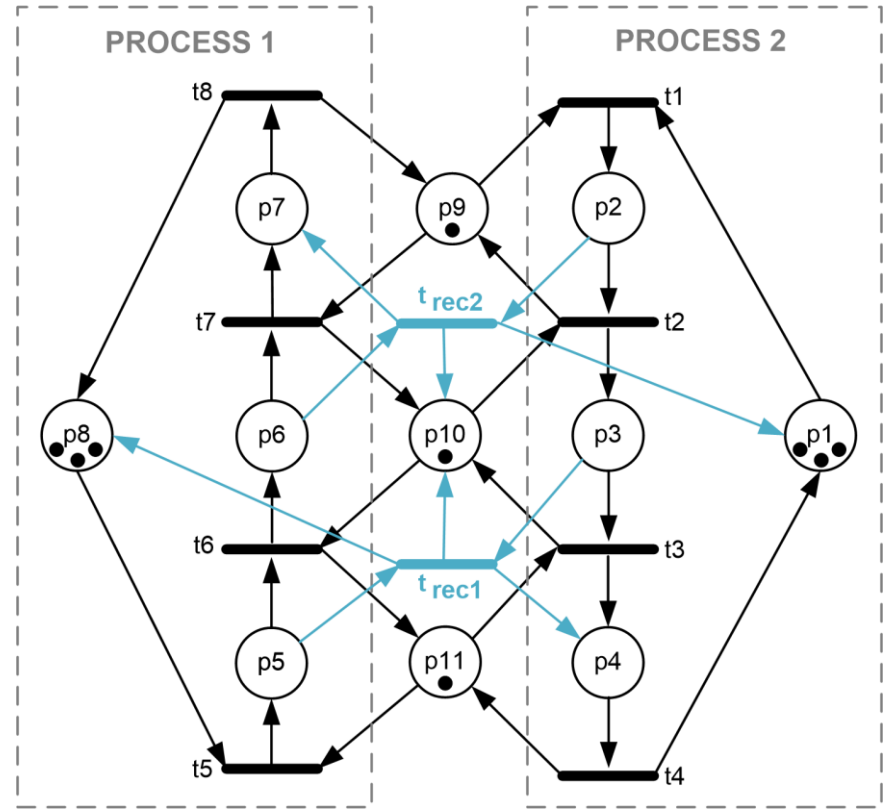 PROCESS 1
PROCESS 2
t8
t1
p7
p9
p2
t7
t rec2
t2
p8
p6
p10
p3
p1
t6
t rec1
t3
p5
p11
p4
t5
t4